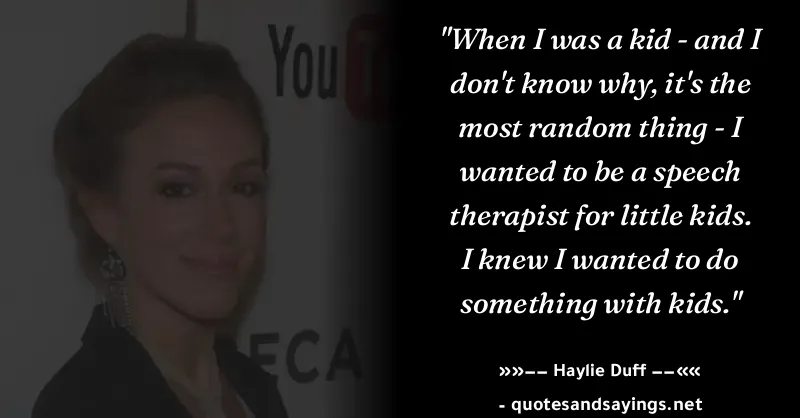 You
"When I was a kid - and I
don't know why, it's the
most random thing - I
wanted to be a speech
therapist for little kids.
I knew I wanted to do
something with kids."
ECA
»»—— Haylie Duff ——««
- quotesandsayings.net